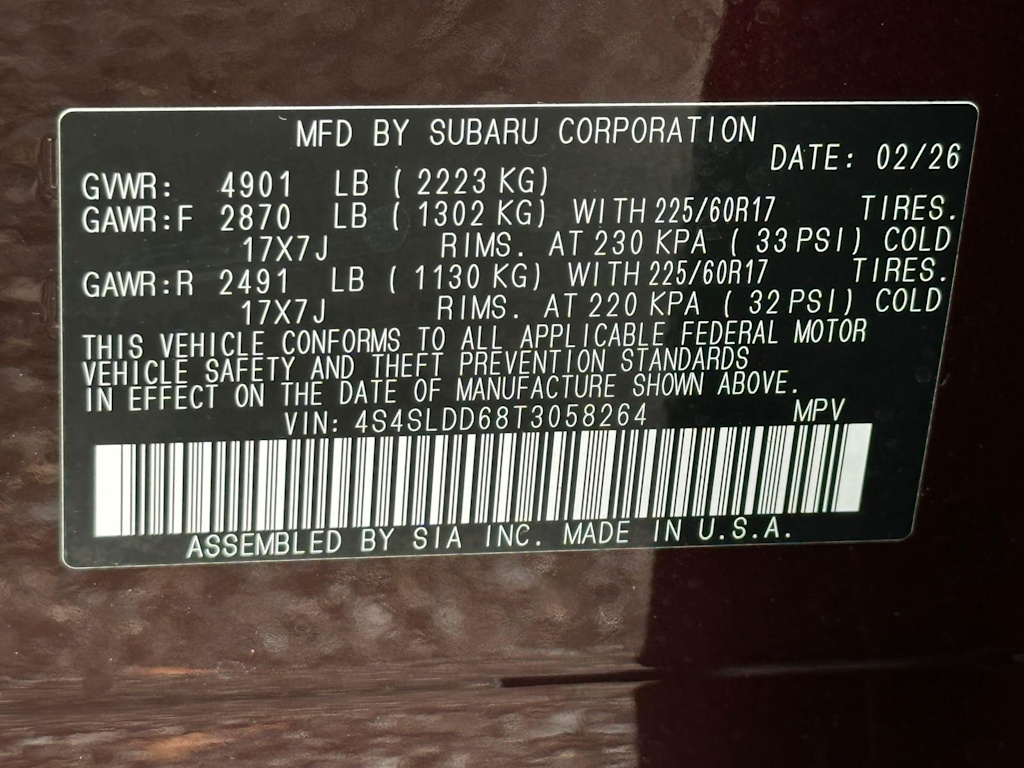 MFD BY SUBARU CORPORATION
DATE: 02/26
GVWR: 4901 LB ( 2223 KG)
GAWR:F 2870 LB ( 1302 KG) WITH 225/60R17 TIRES.
17X7J RIMS. AT 230 KPA ( 33 PSI) COLD
GAWR:R 2491 LB ( 1130 KG) WITH 225/60R17 TIRES.
17X7J RIMS. AT 220 KPA ( 32 PSI) COLD
THIS VEHICLE CONFORMS TO ALL APPLICABLE FEDERAL MOTOR
VEHICLE SAFETY AND THEFT PREVENTION STANDARDS
IN EFFECT ON THE DATE OF MANUFACTURE SHOWN ABOVE.
VIN: 4S4SLDD68T3058264 MPV
ASSEMBLED BY SIA INC. MADE IN U.S.A.